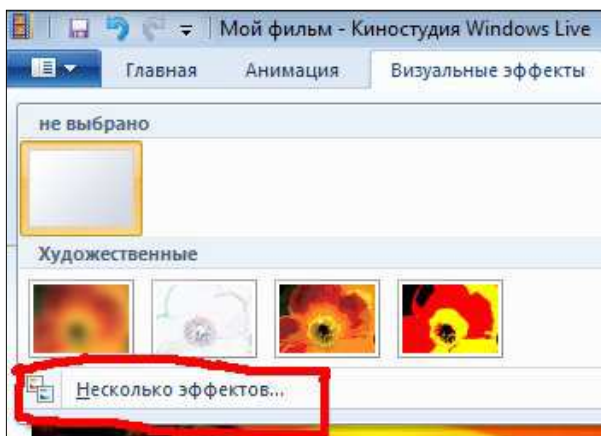 Мой фильм - Киностудия Windows Live
Главная Анимация Визуальные эффекты
не выбрано
Художественные
Несколько эффектов...